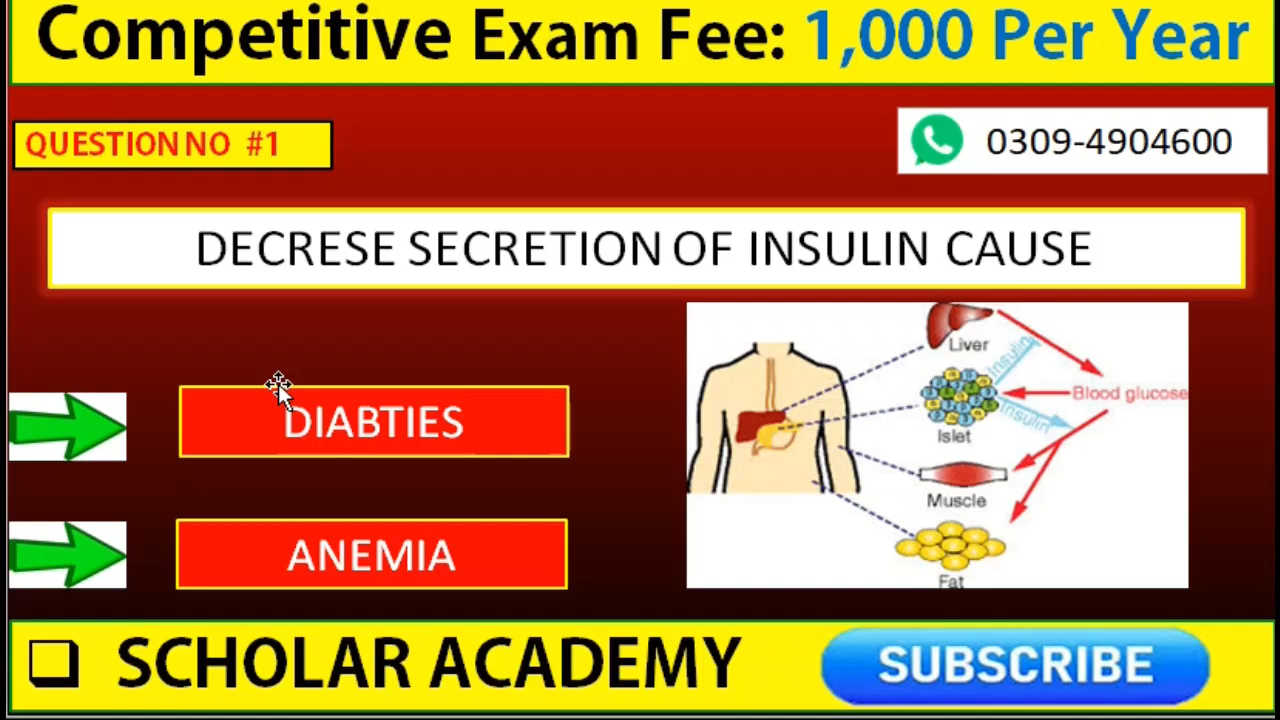 Competitive Exam Fee: 1,000 Per Year
QUESTION NO #1
0309-4904600
DECRESE SECRETION OF INSULIN CAUSE
Liver
Insulin
Blood glucose
Insulin
Islet
Muscle
Fat
DIABTIES
ANEMIA
SCHOLAR ACADEMY
SUBSCRIBE